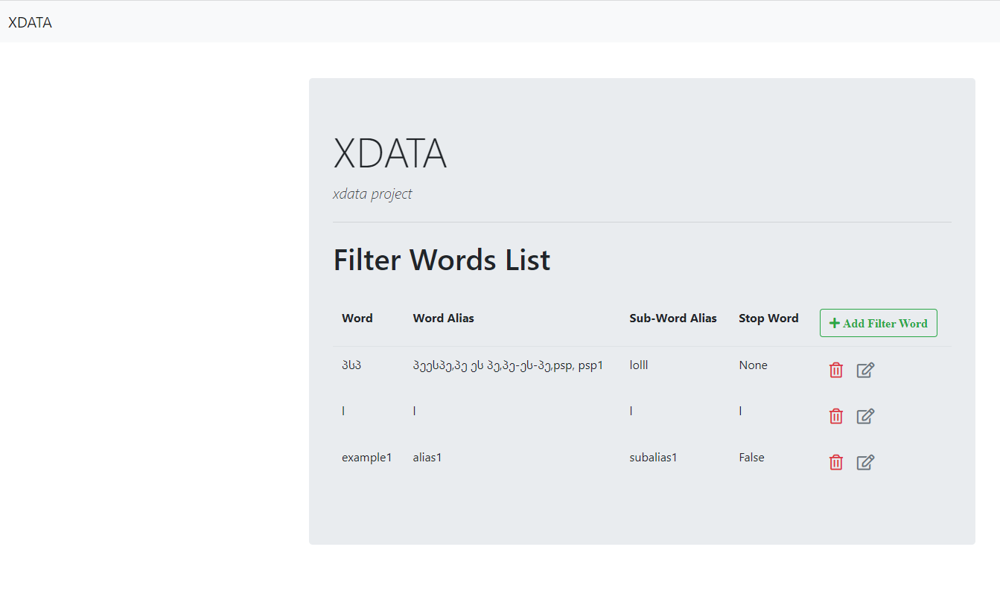 XDATA
XDATA
xdata project
Filter Words List
Word Word Alias Sub-Word Alias Stop Word Add Filter Word
პსპ პეესპე,პე ეს პე,პე-ეს-პე,psp, psp1 lolll None
l l l l
example1 alias1 subalias1 False